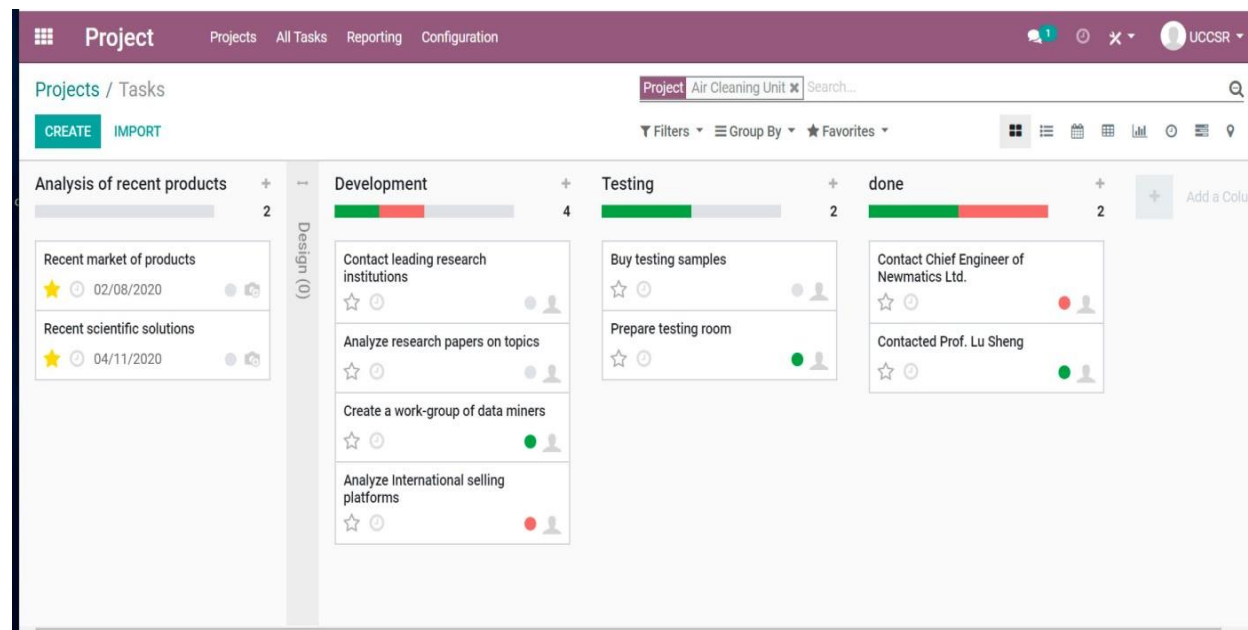 Project
Projects All Tasks Reporting Configuration
1
UCCSR
Projects / Tasks
Project Air Cleaning Unit Search...
CREATE IMPORT
Filters Group By Favorites
Analysis of recent products
2
Recent market of products
02/08/2020
Recent scientific solutions
04/11/2020
Design (0)
Development
4
Contact leading research
institutions
Analyze research papers on topics
Create a work-group of data miners
Analyze International selling
platforms
Testing
2
Buy testing samples
Prepare testing room
done
2
Contact Chief Engineer of
Newmatics Ltd.
Contacted Prof. Lu Sheng
Add a Colu